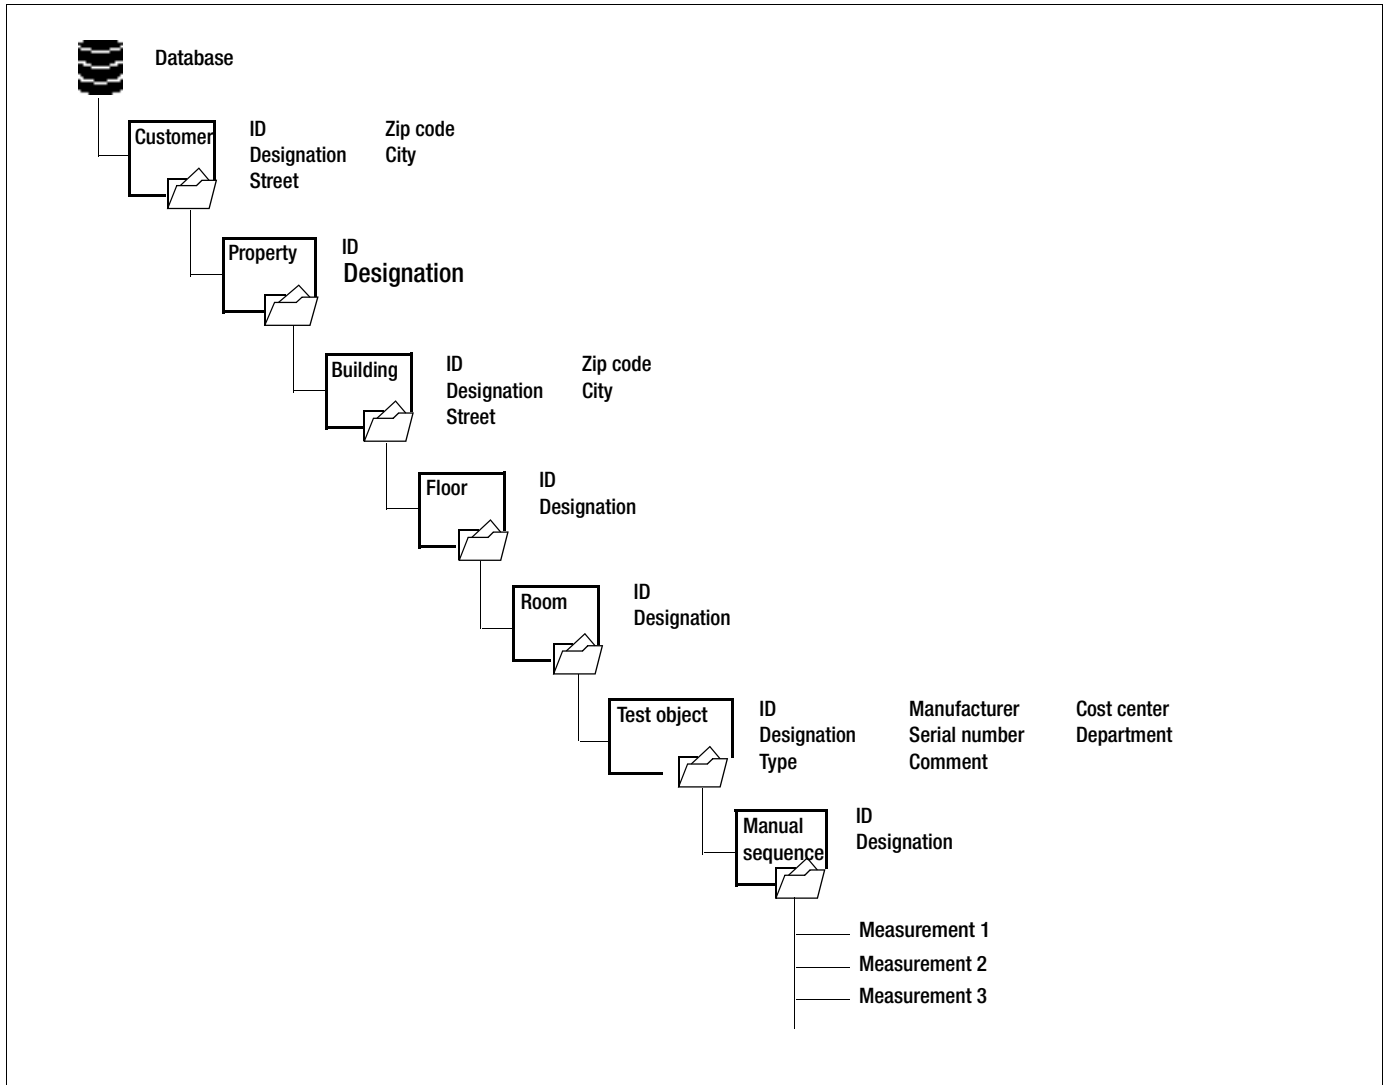 Database
Customer
ID Zip code
Designation City
Street
Property
ID
Designation
Building
ID Zip code
Designation City
Street
Floor
ID
Designation
Room
ID
Designation
Test object
ID Manufacturer Cost center
Designation Serial number Department
Type Comment
Manual
sequence
ID
Designation
Measurement 1
Measurement 2
Measurement 3